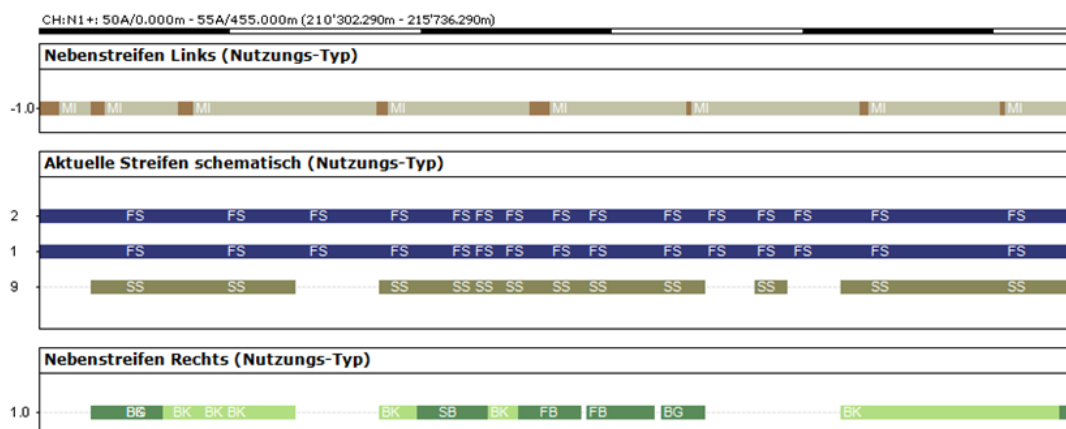 CH:N1+: 50A/0.000m - 55A/455.000m (210'302.290m - 215'736.290m)
Nebenstreifen Links (Nutzungs-Typ)
-1.0 MI MI MI MI MI MI MI MI
Aktuelle Streifen schematisch (Nutzungs-Typ)
2 FS FS FS FS FS FS FS FS FS FS FS FS FS FS FS
1 FS FS FS FS FS FS FS FS FS FS FS FS FS FS FS
9 SS SS SS SS SS SS SS SS SS SS SS SS
Nebenstreifen Rechts (Nutzungs-Typ)
1.0 BK BK BK BK SB BK FB FB BG BK